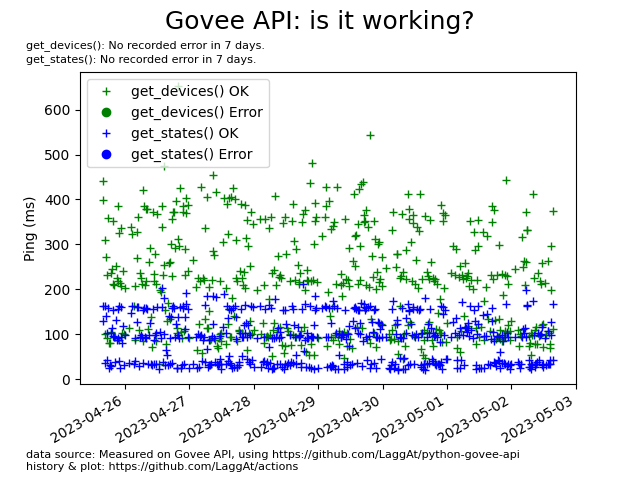 Govee API: is it working?
get_devices(): No recorded error in 7 days.
get_states(): No recorded error in 7 days.
get_devices() OK
get_devices() Error
get_states() OK
get_states() Error
Ping (ms)
600
500
400
300
200
100
0
2023-04-26
2023-04-27
2023-04-28
2023-04-29
2023-04-30
2023-05-01
2023-05-02
2023-05-03
data source: Measured on Govee API, using https://github.com/LaggAt/python-govee-api
history & plot: https://github.com/LaggAt/actions